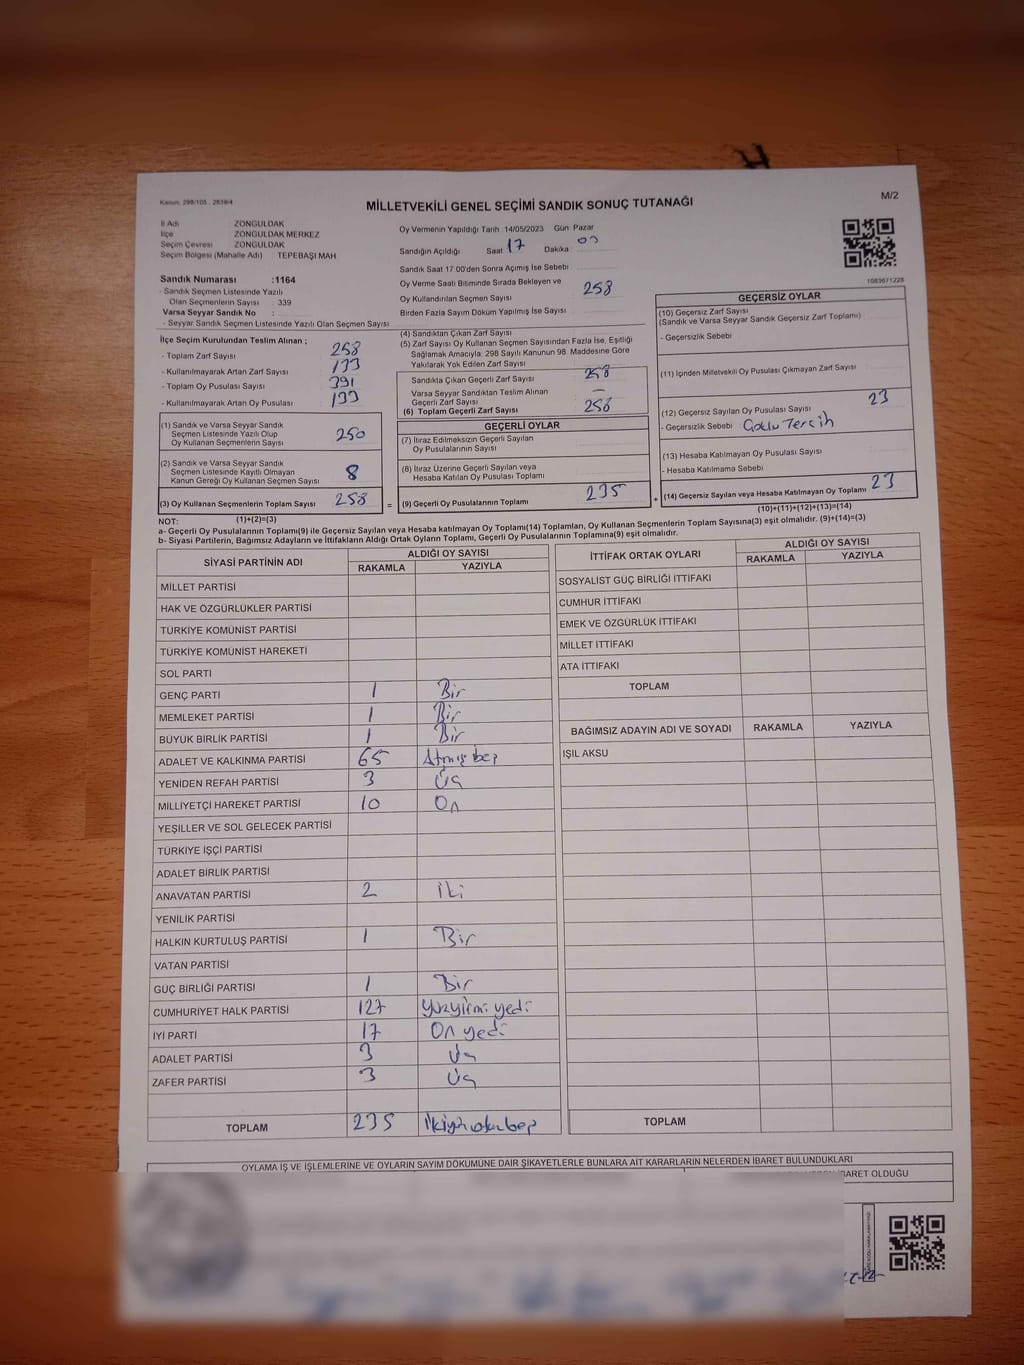 Kanun: 298/105 , 2839/4
M/2
MİLLETVEKİLİ GENEL SEÇİMİ SANDIK SONUÇ TUTANAĞI
İl Adı ZONGULDAK
İlçe ZONGULDAK MERKEZ
Seçim Çevresi ZONGULDAK
Seçim Bölgesi (Mahalle Adı) TEPEBAŞI MAH
Sandık Numarası :1164
- Sandık Seçmen Listesinde Yazılı
Olan Seçmenlerin Sayısı : 339
Varsa Seyyar Sandık No :
- Seyyar Sandık Seçmen Listesinde Yazılı Olan Seçmen Sayısı
Oy Vermenin Yapıldığı Tarih :14/05/2023 Gün: Pazar
Sandığın Açıldığı Saat: 17 Dakika:
Sandık Saat 17:00'den Sonra Açımış İse Sebebi :
Oy Verme Saati Bitiminde Sırada Bekleyen ve
Oy Kullandırılan Seçmen Sayısı 258
Birden Fazla Sayım Döküm Yapılmış İse Sayısı
1083671228
İlçe Seçim Kurulundan Teslim Alınan ;
- Toplam Zarf Sayısı 258
- Kullanılmayarak Artan Zarf Sayısı 133
- Toplam Oy Pusulası Sayısı 391
- Kullanılmayarak Artan Oy Pusulası 133
(1) Sandık ve Varsa Seyyar Sandık
Seçmen Listesinde Yazılı Olup
Oy Kullanan Seçmenlerin Sayısı 250
(2) Sandık ve Varsa Seyyar Sandık
Seçmen Listesinde Kayıtlı Olmayan
Kanun Gereği Oy Kullanan Seçmen Sayısı 8
(3) Oy Kullanan Seçmenlerin Toplam Sayısı 258
(1)+(2)=(3)
(4) Sandıktan Çıkan Zarf Sayısı
(5) Zarf Sayısı Oy Kullanan Seçmen Sayısından Fazla İse, Eşitliği
Sağlamak Amacıyla; 298 Sayılı Kanunun 98. Maddesine Göre
Yakılarak Yok Edilen Zarf Sayısı
Sandıkta Çıkan Geçerli Zarf Sayısı 258
Varsa Seyyar Sandıktan Teslim Alınan
Geçerli Zarf Sayısı —
(6) Toplam Geçerli Zarf Sayısı 258
GEÇERLİ OYLAR
(7) İtiraz Edilmeksizin Geçerli Sayılan
Oy Pusulalarının Sayısı
(8) İtiraz Üzerine Geçerli Sayılan veya
Hesaba Katılan Oy Pusulası Toplamı
= (9) Geçerli Oy Pusulalarının Toplamı 235
GEÇERSİZ OYLAR
(10) Geçersiz Zarf Sayısı
(Sandık ve Varsa Seyyar Sandık Geçersiz Zarf Toplamı)
- Geçersizlik Sebebi
(11) İçinden Milletvekili Oy Pusulası Çıkmayan Zarf Sayısı
(12) Geçersiz Sayılan Oy Pusulası Sayısı 23
- Geçersizlik Sebebi : Çoklu Tercih
(13) Hesaba Katılmayan Oy Pusulası Sayısı
- Hesaba Katılmama Sebebi
+ (14) Geçersiz Sayılan veya Hesaba Katılmayan Oy Toplamı 23
(10)+(11)+(12)+(13)=(14)
NOT:
a- Geçerli Oy Pusulalarının Toplamı(9) ile Geçersiz Sayılan veya Hesaba katılmayan Oy Toplamı(14) Toplamları, Oy Kullanan Seçmenlerin Toplam Sayısına(3) eşit olmalıdır. (9)+(14)=(3)
b- Siyasi Partilerin, Bağımsız Adayların ve İttifakların Aldığı Ortak Oyların Toplamı, Geçerli Oy Pusulalarının Toplamına(9) eşit olmalıdır.
SİYASİ PARTİNİN ADI ALDIĞI OY SAYISI
RAKAMLA YAZIYLA
MİLLET PARTİSİ
HAK VE ÖZGÜRLÜKLER PARTİSİ
TÜRKİYE KOMÜNİST PARTİSİ
TÜRKİYE KOMÜNİST HAREKETİ
SOL PARTİ
GENÇ PARTİ 1 Bir
MEMLEKET PARTİSİ 1 Bir
BÜYÜK BİRLİK PARTİSİ 1 Bir
ADALET VE KALKINMA PARTİSİ 65 Atmış beş
YENİDEN REFAH PARTİSİ 3 Üç
MİLLİYETÇİ HAREKET PARTİSİ 10 On
YEŞİLLER VE SOL GELECEK PARTİSİ
TÜRKİYE İŞÇİ PARTİSİ
ADALET BİRLİK PARTİSİ
ANAVATAN PARTİSİ 2 İki
YENİLİK PARTİSİ
HALKIN KURTULUŞ PARTİSİ 1 Bir
VATAN PARTİSİ
GÜÇ BİRLİĞİ PARTİSİ 1 Bir
CUMHURİYET HALK PARTİSİ 127 Yüzyirmi yedi
İYİ PARTİ 17 On yedi
ADALET PARTİSİ 3 Üç
ZAFER PARTİSİ 3 Üç
TOPLAM 235
İTTİFAK ORTAK OYLARI ALDIĞI OY SAYISI
RAKAMLA YAZIYLA
SOSYALİST GÜÇ BİRLİĞİ İTTİFAKI
CUMHUR İTTİFAKI
EMEK VE ÖZGÜRLÜK İTTİFAKI
MİLLET İTTİFAKI
ATA İTTİFAKI
TOPLAM
BAĞIMSIZ ADAYIN ADI VE SOYADI RAKAMLA YAZIYLA
IŞIL AKSU
TOPLAM
OYLAMA İŞ VE İŞLEMLERİNE VE OYLARIN SAYIM DÖKÜMÜNE DAİR ŞİKAYETLERLE BUNLARA AİT KARARLARIN NELERDEN İBARET BULUNDUKLARI
İBARET OLDUĞU